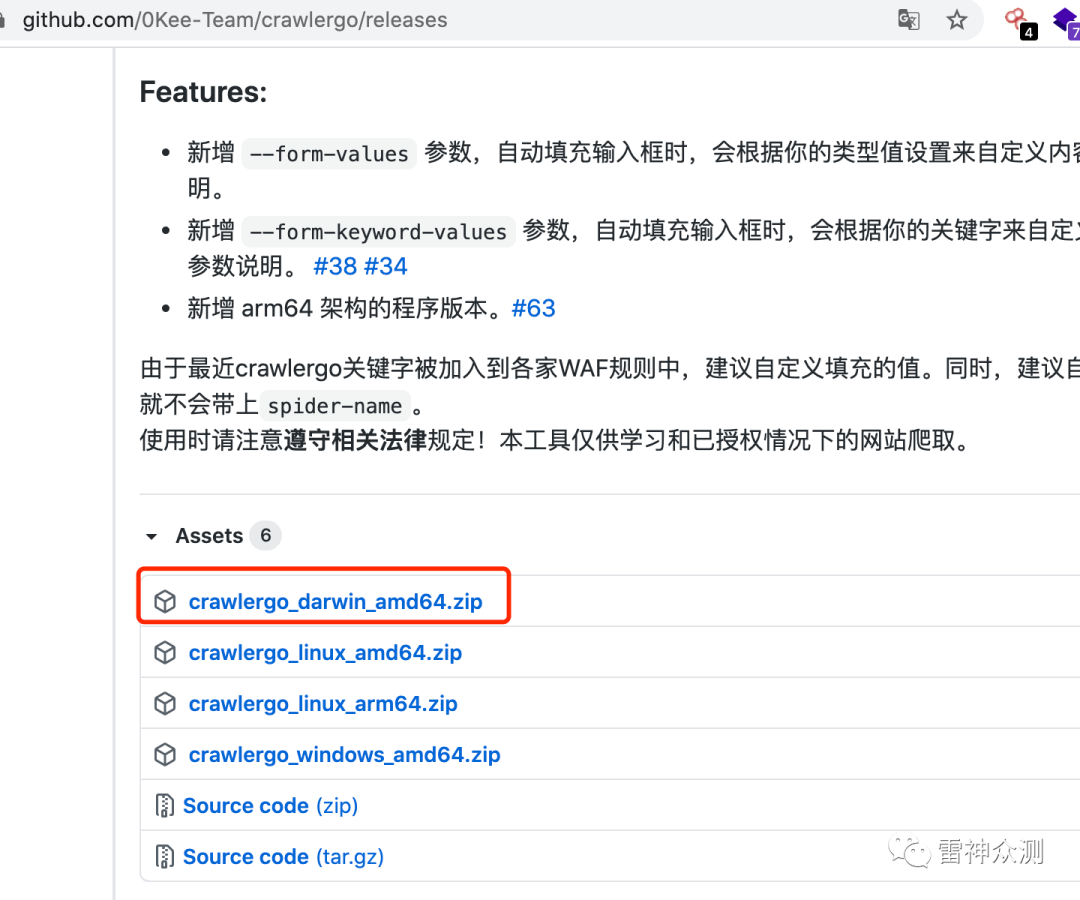 github.com/0Kee-Team/crawlergo/releases
4
7
Features:
新增 --form-values 参数，自动填充输入框时，会根据你的类型值设置来自定义内容
明。
新增 --form-keyword-values 参数，自动填充输入框时，会根据你的关键字来自定义
参数说明。 #38 #34
新增 arm64 架构的程序版本。#63
由于最近crawlergo关键字被加入到各家WAF规则中，建议自定义填充的值。同时，建议自
就不会带上 spider-name 。
使用时请注意遵守相关法律规定！本工具仅供学习和已授权情况下的网站爬取。
Assets 6
crawlergo_darwin_amd64.zip
crawlergo_linux_amd64.zip
crawlergo_linux_arm64.zip
crawlergo_windows_amd64.zip
Source code (zip)
Source code (tar.gz)
雷神众测